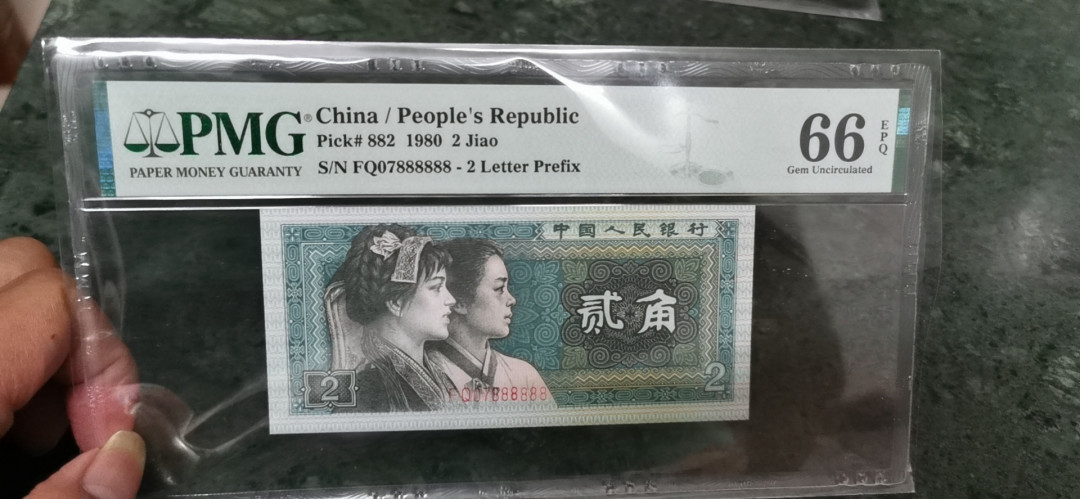 PMG®
PAPER MONEY GUARANTY
China / People's Republic
Pick# 882 1980 2 Jiao
S/N FQ07888888 - 2 Letter Prefix
66
EPQ
Gem Uncirculated
中国人民银行
2
贰角
2
FQ07888888
2